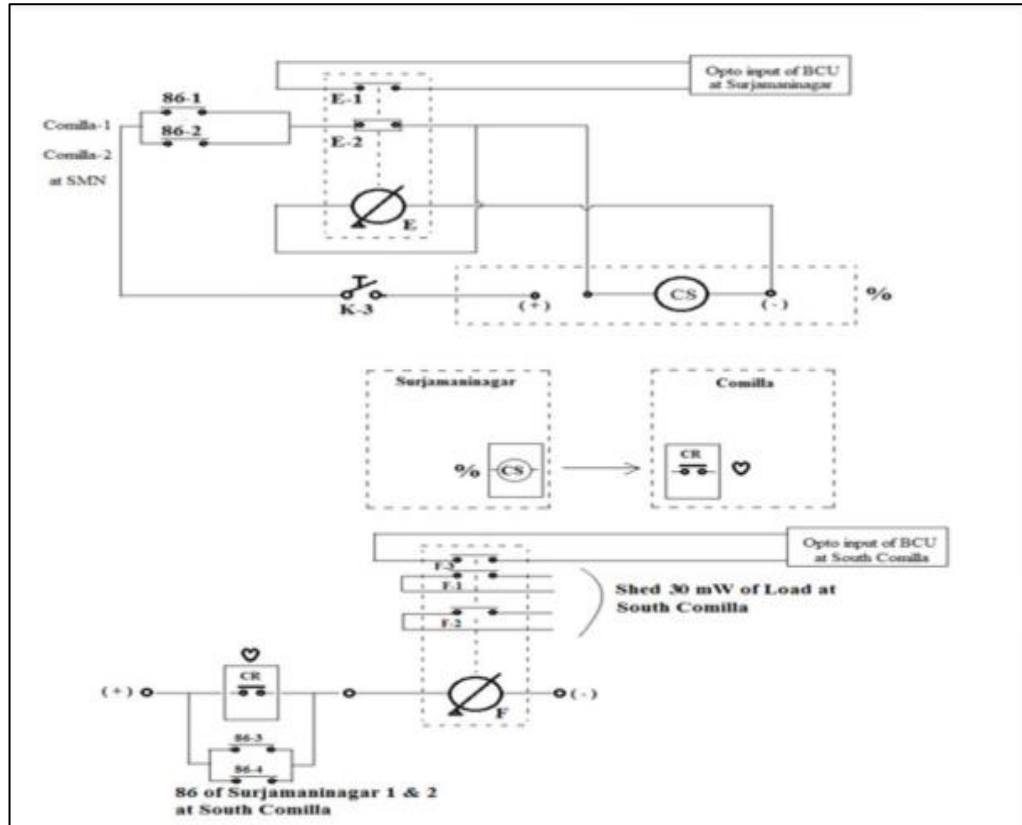 Opto input of BCU
at Surjamaninagar
86-1
E-1
Comilla-1
86-2
E-2
Comilla-2
at SMN
E
K-3
(+)
CS
(-)
%
Surjamaninagar
Comilla
%
CS
CR
Opto input of BCU
at South Comilla
F-3
F-1
F-2
Shed 30 mW of Load at
South Comilla
(+)
CR
(-)
F
86-3
86-4
86 of Surjamaninagar 1 & 2
at South Comilla